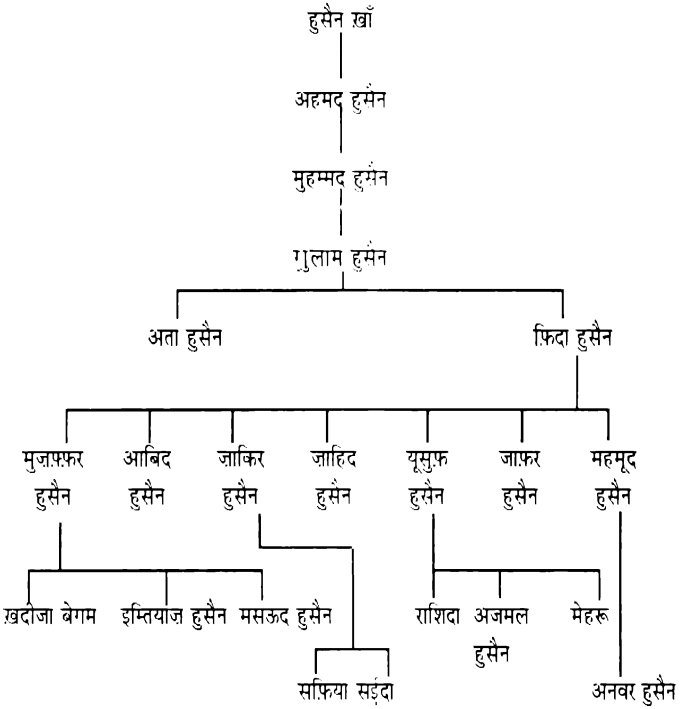 हुसैन ख़ाँ
अहमद हुसैन
मुहम्मद हुसैन
ग़ुलाम हुसैन
अता हुसैन फ़िदा हुसैन
मुज़फ़्फ़र आबिद ज़ाकिर ज़ाहिद यूसुफ़ जाफ़र महमूद
हुसैन हुसैन हुसैन हुसैन हुसैन हुसैन हुसैन
ख़दीजा बेगम इम्तियाज़ हुसैन मसऊद हुसैन राशिदा अजमल मेहरू
हुसैन
सफ़िया सईदा अनवर हुसैन